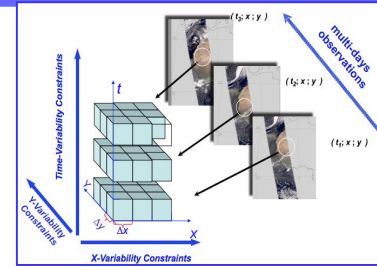 (t3; x ; y )
multi-days
observations
(t2; x ; y )
(t1; x ; y )
Time-Variability Constraints
t
Y
Y-Variability
Constraints
Δy
Δx
X
X-Variability Constraints